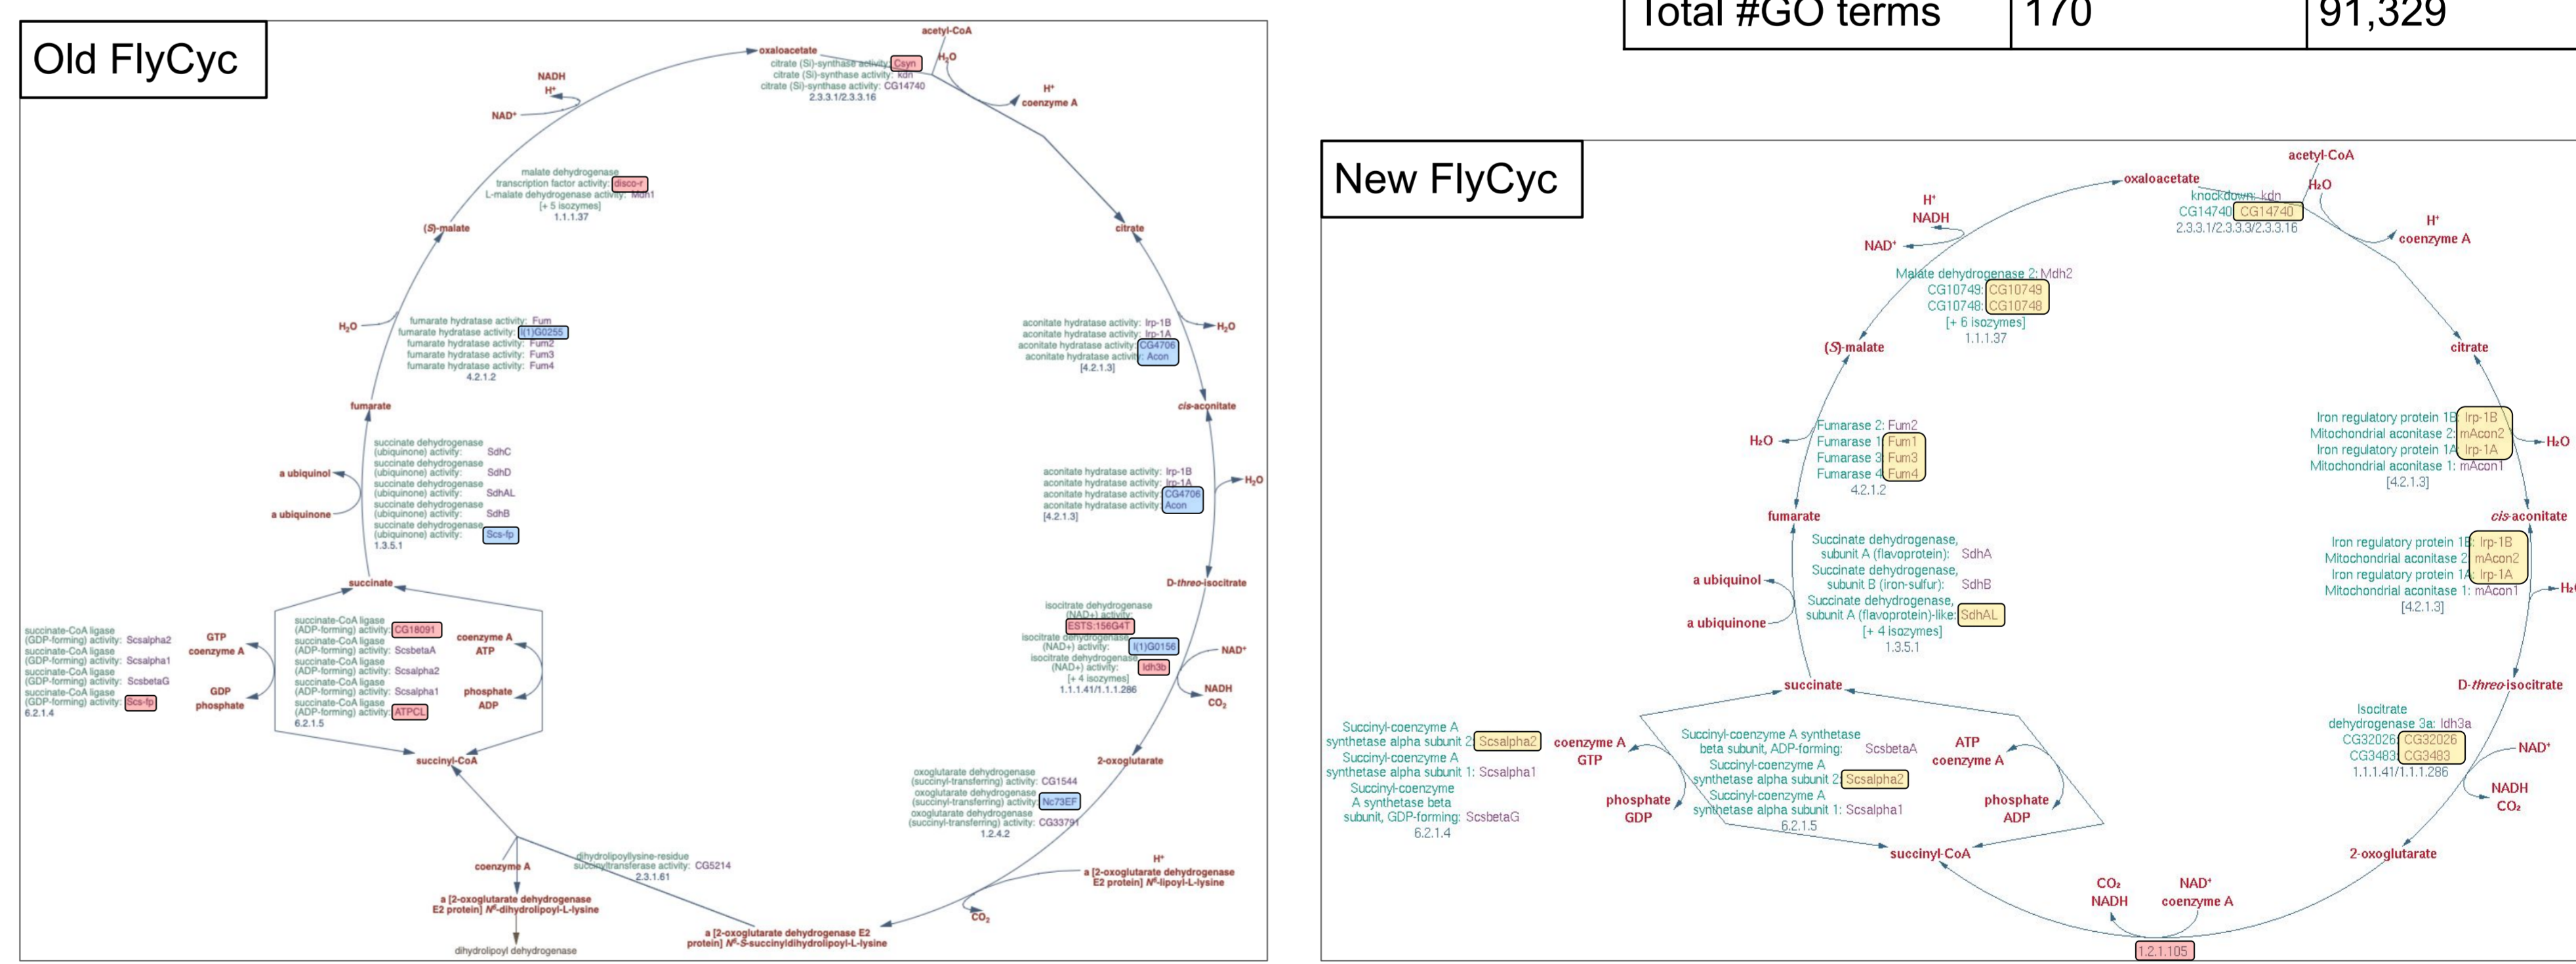 Total #GO terms 170 91,329
Old FlyCyc
acetyl-CoA
oxaloacetate
H₂O
citrate (Si)-synthase activity: Csyn
citrate (Si)-synthase activity: kdn
citrate (Si)-synthase activity: CG14740
2.3.3.1/2.3.3.16
NADH
H⁺
NAD⁺
H⁺
coenzyme A
malate dehydrogenase
transcription factor activity: disco-r
L-malate dehydrogenase activity: Mdh1
[+ 5 isozymes]
1.1.1.37
(S)-malate
citrate
H₂O
fumarate hydratase activity: Fum
fumarate hydratase activity: l(1)G0255
fumarate hydratase activity: Fum2
fumarate hydratase activity: Fum3
fumarate hydratase activity: Fum4
4.2.1.2
aconitate hydratase activity: Irp-1B
aconitate hydratase activity: Irp-1A
aconitate hydratase activity: CG4706
aconitate hydratase activity: Acon
[4.2.1.3]
H₂O
fumarate
cis-aconitate
succinate dehydrogenase
(ubiquinone) activity: SdhC
succinate dehydrogenase
(ubiquinone) activity: SdhD
succinate dehydrogenase
(ubiquinone) activity: SdhAL
succinate dehydrogenase
(ubiquinone) activity: SdhB
succinate dehydrogenase
(ubiquinone) activity: Scs-fp
1.3.5.1
a ubiquinol
a ubiquinone
aconitate hydratase activity: Irp-1B
aconitate hydratase activity: Irp-1A
aconitate hydratase activity: CG4706
aconitate hydratase activity: Acon
[4.2.1.3]
H₂O
succinate
D-threo-isocitrate
isocitrate dehydrogenase
(NAD+) activity:
ESTS:156G4T
isocitrate dehydrogenase
(NAD+) activity: l(1)G0156
isocitrate dehydrogenase
(NAD+) activity: Idh3b
[+ 4 isozymes]
1.1.1.41/1.1.1.286
NAD⁺
NADH
CO₂
succinate-CoA ligase
(GDP-forming) activity: Scsalpha2
succinate-CoA ligase
(GDP-forming) activity: Scsalpha1
succinate-CoA ligase
(GDP-forming) activity: ScsbetaG
succinate-CoA ligase
(GDP-forming) activity: Scs-fp
6.2.1.4
GTP
coenzyme A
GDP
phosphate
succinate-CoA ligase
(ADP-forming) activity: CG18091
succinate-CoA ligase
(ADP-forming) activity: ScsbetaA
succinate-CoA ligase
(ADP-forming) activity: Scsalpha2
succinate-CoA ligase
(ADP-forming) activity: Scsalpha1
succinate-CoA ligase
(ADP-forming) activity: ATPCL
6.2.1.5
coenzyme A
ATP
phosphate
ADP
succinyl-CoA
2-oxoglutarate
oxoglutarate dehydrogenase
(succinyl-transferring) activity: CG1544
oxoglutarate dehydrogenase
(succinyl-transferring) activity: Nc73EF
oxoglutarate dehydrogenase
(succinyl-transferring) activity: CG33791
1.2.4.2
coenzyme A
dihydrolipoyllysine-residue
succinyltransferase activity: CG5214
2.3.1.61
H⁺
a [2-oxoglutarate dehydrogenase
E2 protein] N⁶-lipoyl-L-lysine
CO₂
a [2-oxoglutarate dehydrogenase
E2 protein] N⁶-dihydrolipoyl-L-lysine
a [2-oxoglutarate dehydrogenase E2
protein] N⁶-S-succinyldihydrolipoyl-L-lysine
dihydrolipoyl dehydrogenase
New FlyCyc
acetyl-CoA
oxaloacetate
H₂O
knockdown: kdn
CG14740: CG14740
2.3.3.1/2.3.3.3/2.3.3.16
H⁺
NADH
NAD⁺
H⁺
coenzyme A
Malate dehydrogenase 2: Mdh2
CG10749: CG10749
CG10748: CG10748
[+ 6 isozymes]
1.1.1.37
(S)-malate
citrate
Fumarase 2: Fum2
Fumarase 1: Fum1
Fumarase 3: Fum3
Fumarase 4: Fum4
4.2.1.2
H₂O
Iron regulatory protein 1B: Irp-1B
Mitochondrial aconitase 2: mAcon2
Iron regulatory protein 1A: Irp-1A
Mitochondrial aconitase 1: mAcon1
[4.2.1.3]
H₂O
fumarate
cis-aconitate
Succinate dehydrogenase,
subunit A (flavoprotein): SdhA
Succinate dehydrogenase,
subunit B (iron-sulfur): SdhB
Succinate dehydrogenase,
subunit A (flavoprotein)-like: SdhAL
[+ 4 isozymes]
1.3.5.1
a ubiquinol
a ubiquinone
Iron regulatory protein 1B: Irp-1B
Mitochondrial aconitase 2: mAcon2
Iron regulatory protein 1A: Irp-1A
Mitochondrial aconitase 1: mAcon1
[4.2.1.3]
succinate
D-threo-isocitrate
Isocitrate
dehydrogenase 3a: Idh3a
CG32026: CG32026
CG3483: CG3483
1.1.1.41/1.1.1.286
NAD⁺
NADH
CO₂
Succinyl-coenzyme A
synthetase alpha subunit 2: Scsalpha2
Succinyl-coenzyme A
synthetase alpha subunit 1: Scsalpha1
Succinyl-coenzyme
A synthetase beta
subunit, GDP-forming: ScsbetaG
6.2.1.4
coenzyme A
GTP
phosphate
GDP
Succinyl-coenzyme A synthetase
beta subunit, ADP-forming: ScsbetaA
Succinyl-coenzyme A
synthetase alpha subunit 2: Scsalpha2
Succinyl-coenzyme A
synthetase alpha subunit 1: Scsalpha1
6.2.1.5
ATP
coenzyme A
phosphate
ADP
succinyl-CoA
2-oxoglutarate
CO₂
NADH
NAD⁺
coenzyme A
1.2.1.105